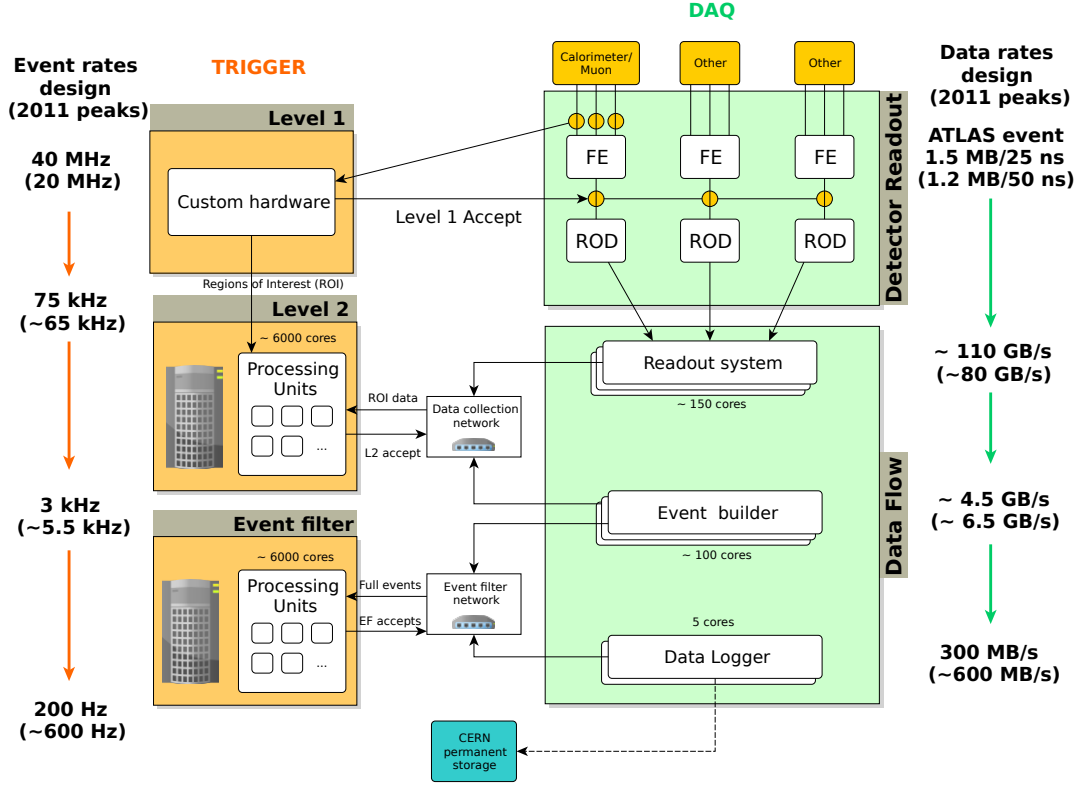 DAQ
Event rates
design
(2011 peaks)
TRIGGER
Calorimeter/
Muon
Other
Other
Data rates
design
(2011 peaks)
Level 1
40 MHz
(20 MHz)
Custom hardware
Level 1 Accept
FE
FE
FE
ROD
ROD
ROD
Detector Readout
ATLAS event
1.5 MB/25 ns
(1.2 MB/50 ns)
Regions of Interest (ROI)
75 kHz
(~65 kHz)
Level 2
~ 6000 cores
Processing
Units
...
ROI data
L2 accept
Data collection
network
Readout system
~ 150 cores
~ 110 GB/s
(~80 GB/s)
Data Flow
3 kHz
(~5.5 kHz)
Event filter
~ 6000 cores
Processing
Units
...
Full events
EF accepts
Event filter
network
Event builder
~ 100 cores
~ 4.5 GB/s
(~ 6.5 GB/s)
5 cores
Data Logger
300 MB/s
(~600 MB/s)
200 Hz
(~600 Hz)
CERN
permanent
storage